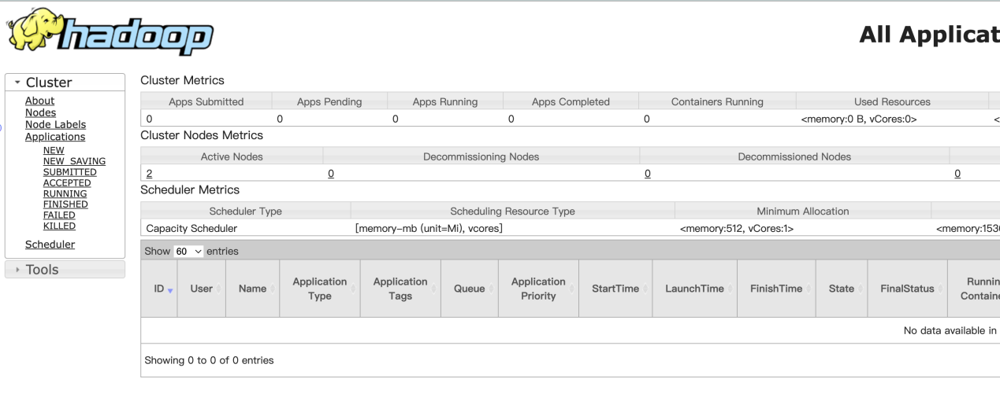 hadoop
All Applicat
Cluster
About
Nodes
Node Labels
Applications
NEW
NEW_SAVING
SUBMITTED
ACCEPTED
RUNNING
FINISHED
FAILED
KILLED
Scheduler
Tools
Cluster Metrics
Apps Submitted Apps Pending Apps Running Apps Completed Containers Running Used Resources
0 0 0 0 0 <memory:0 B, vCores:0> <
Cluster Nodes Metrics
Active Nodes Decommissioning Nodes Decommissioned Nodes
2 0 0 0
Scheduler Metrics
Scheduler Type Scheduling Resource Type Minimum Allocation
Capacity Scheduler [memory-mb (unit=Mi), vcores] <memory:512, vCores:1> <memory:153
Show 60 entries
ID User Name Application Type Application Tags Queue Application Priority StartTime LaunchTime FinishTime State FinalStatus Runnin Containe
No data available in
Showing 0 to 0 of 0 entries